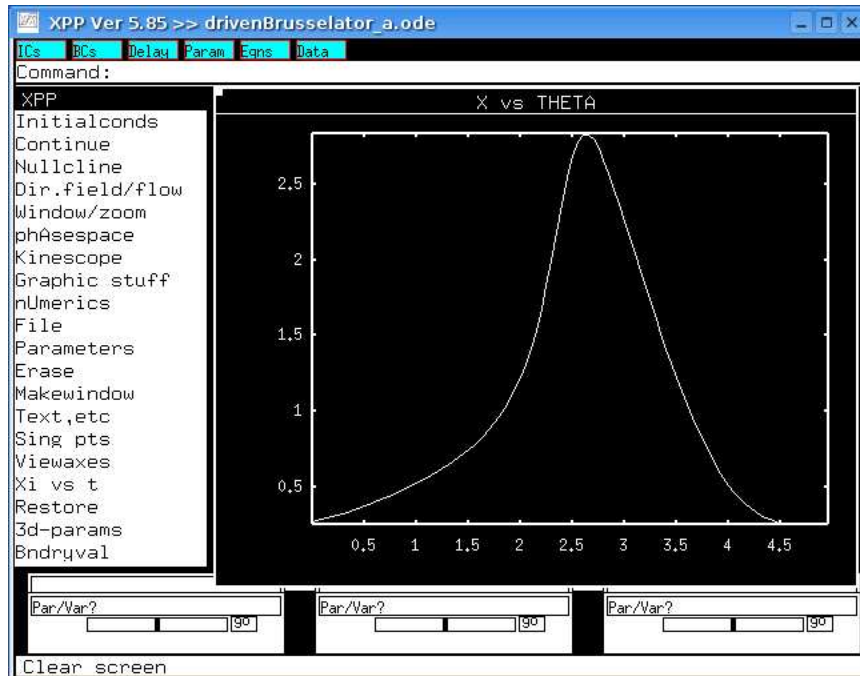 XPP Ver 5.85 >> drivenBrusselator_a.ode
ICs BCs Delay Param Eqns Data
Command:
XPP
Initialconds
Continue
Nullcline
Dir.field/flow
Window/zoom
phAsespace
Kinescope
Graphic stuff
nUmerics
File
Parameters
Erase
Makewindow
Text,etc
Sing pts
Viewaxes
Xi vs t
Restore
3d-params
Bndryval
X vs THETA
2.5
2
1.5
1
0.5
0.5 1 1.5 2 2.5 3 3.5 4 4.5
Par/Var? Par/Var? Par/Var?
Clear screen